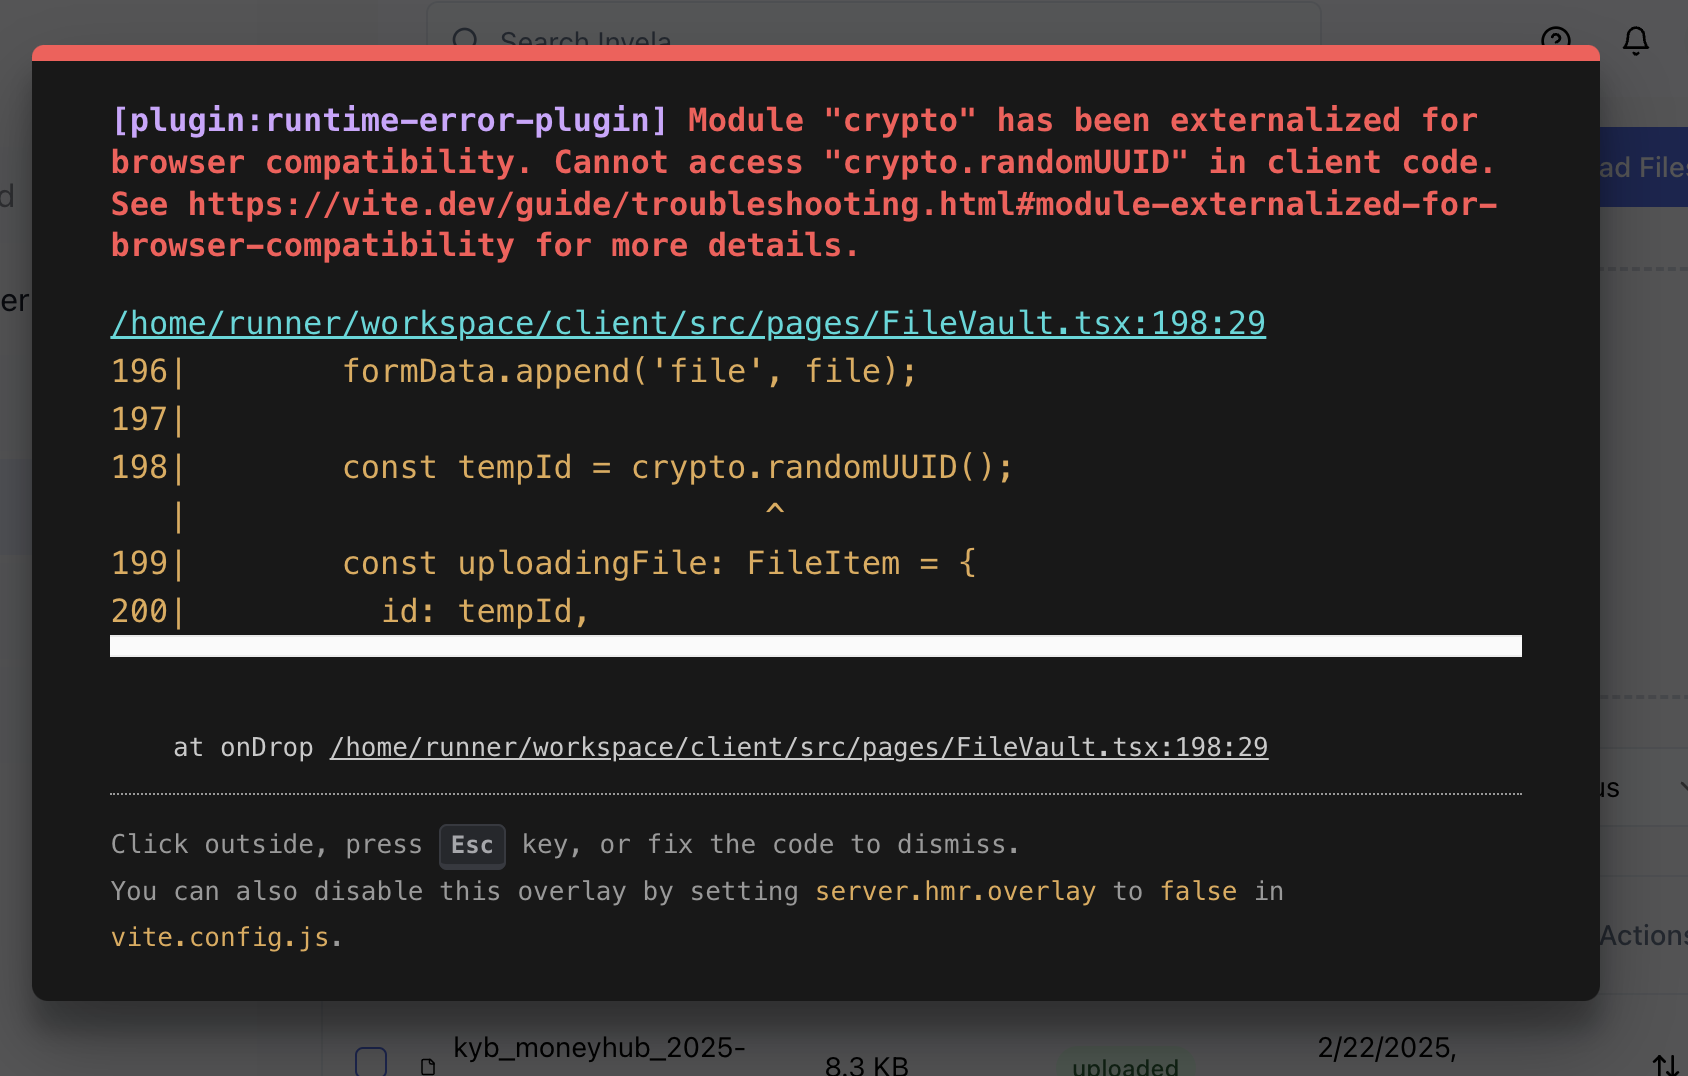 Search Invela
[plugin:runtime-error-plugin] Module "crypto" has been externalized for
browser compatibility. Cannot access "crypto.randomUUID" in client code.
See https://vite.dev/guide/troubleshooting.html#module-externalized-for-
browser-compatibility for more details.
ad Files
d
er
/home/runner/workspace/client/src/pages/FileVault.tsx:198:29
196|        formData.append('file', file);
197|
198|        const tempId = crypto.randomUUID();
   |                              ^
199|        const uploadingFile: FileItem = {
200|          id: tempId,
at onDrop /home/runner/workspace/client/src/pages/FileVault.tsx:198:29
us
Click outside, press Esc key, or fix the code to dismiss.
You can also disable this overlay by setting server.hmr.overlay to false in
vite.config.js.
Actions
kyb_moneyhub_2025-
8.3 KB
uploaded
2/22/2025,